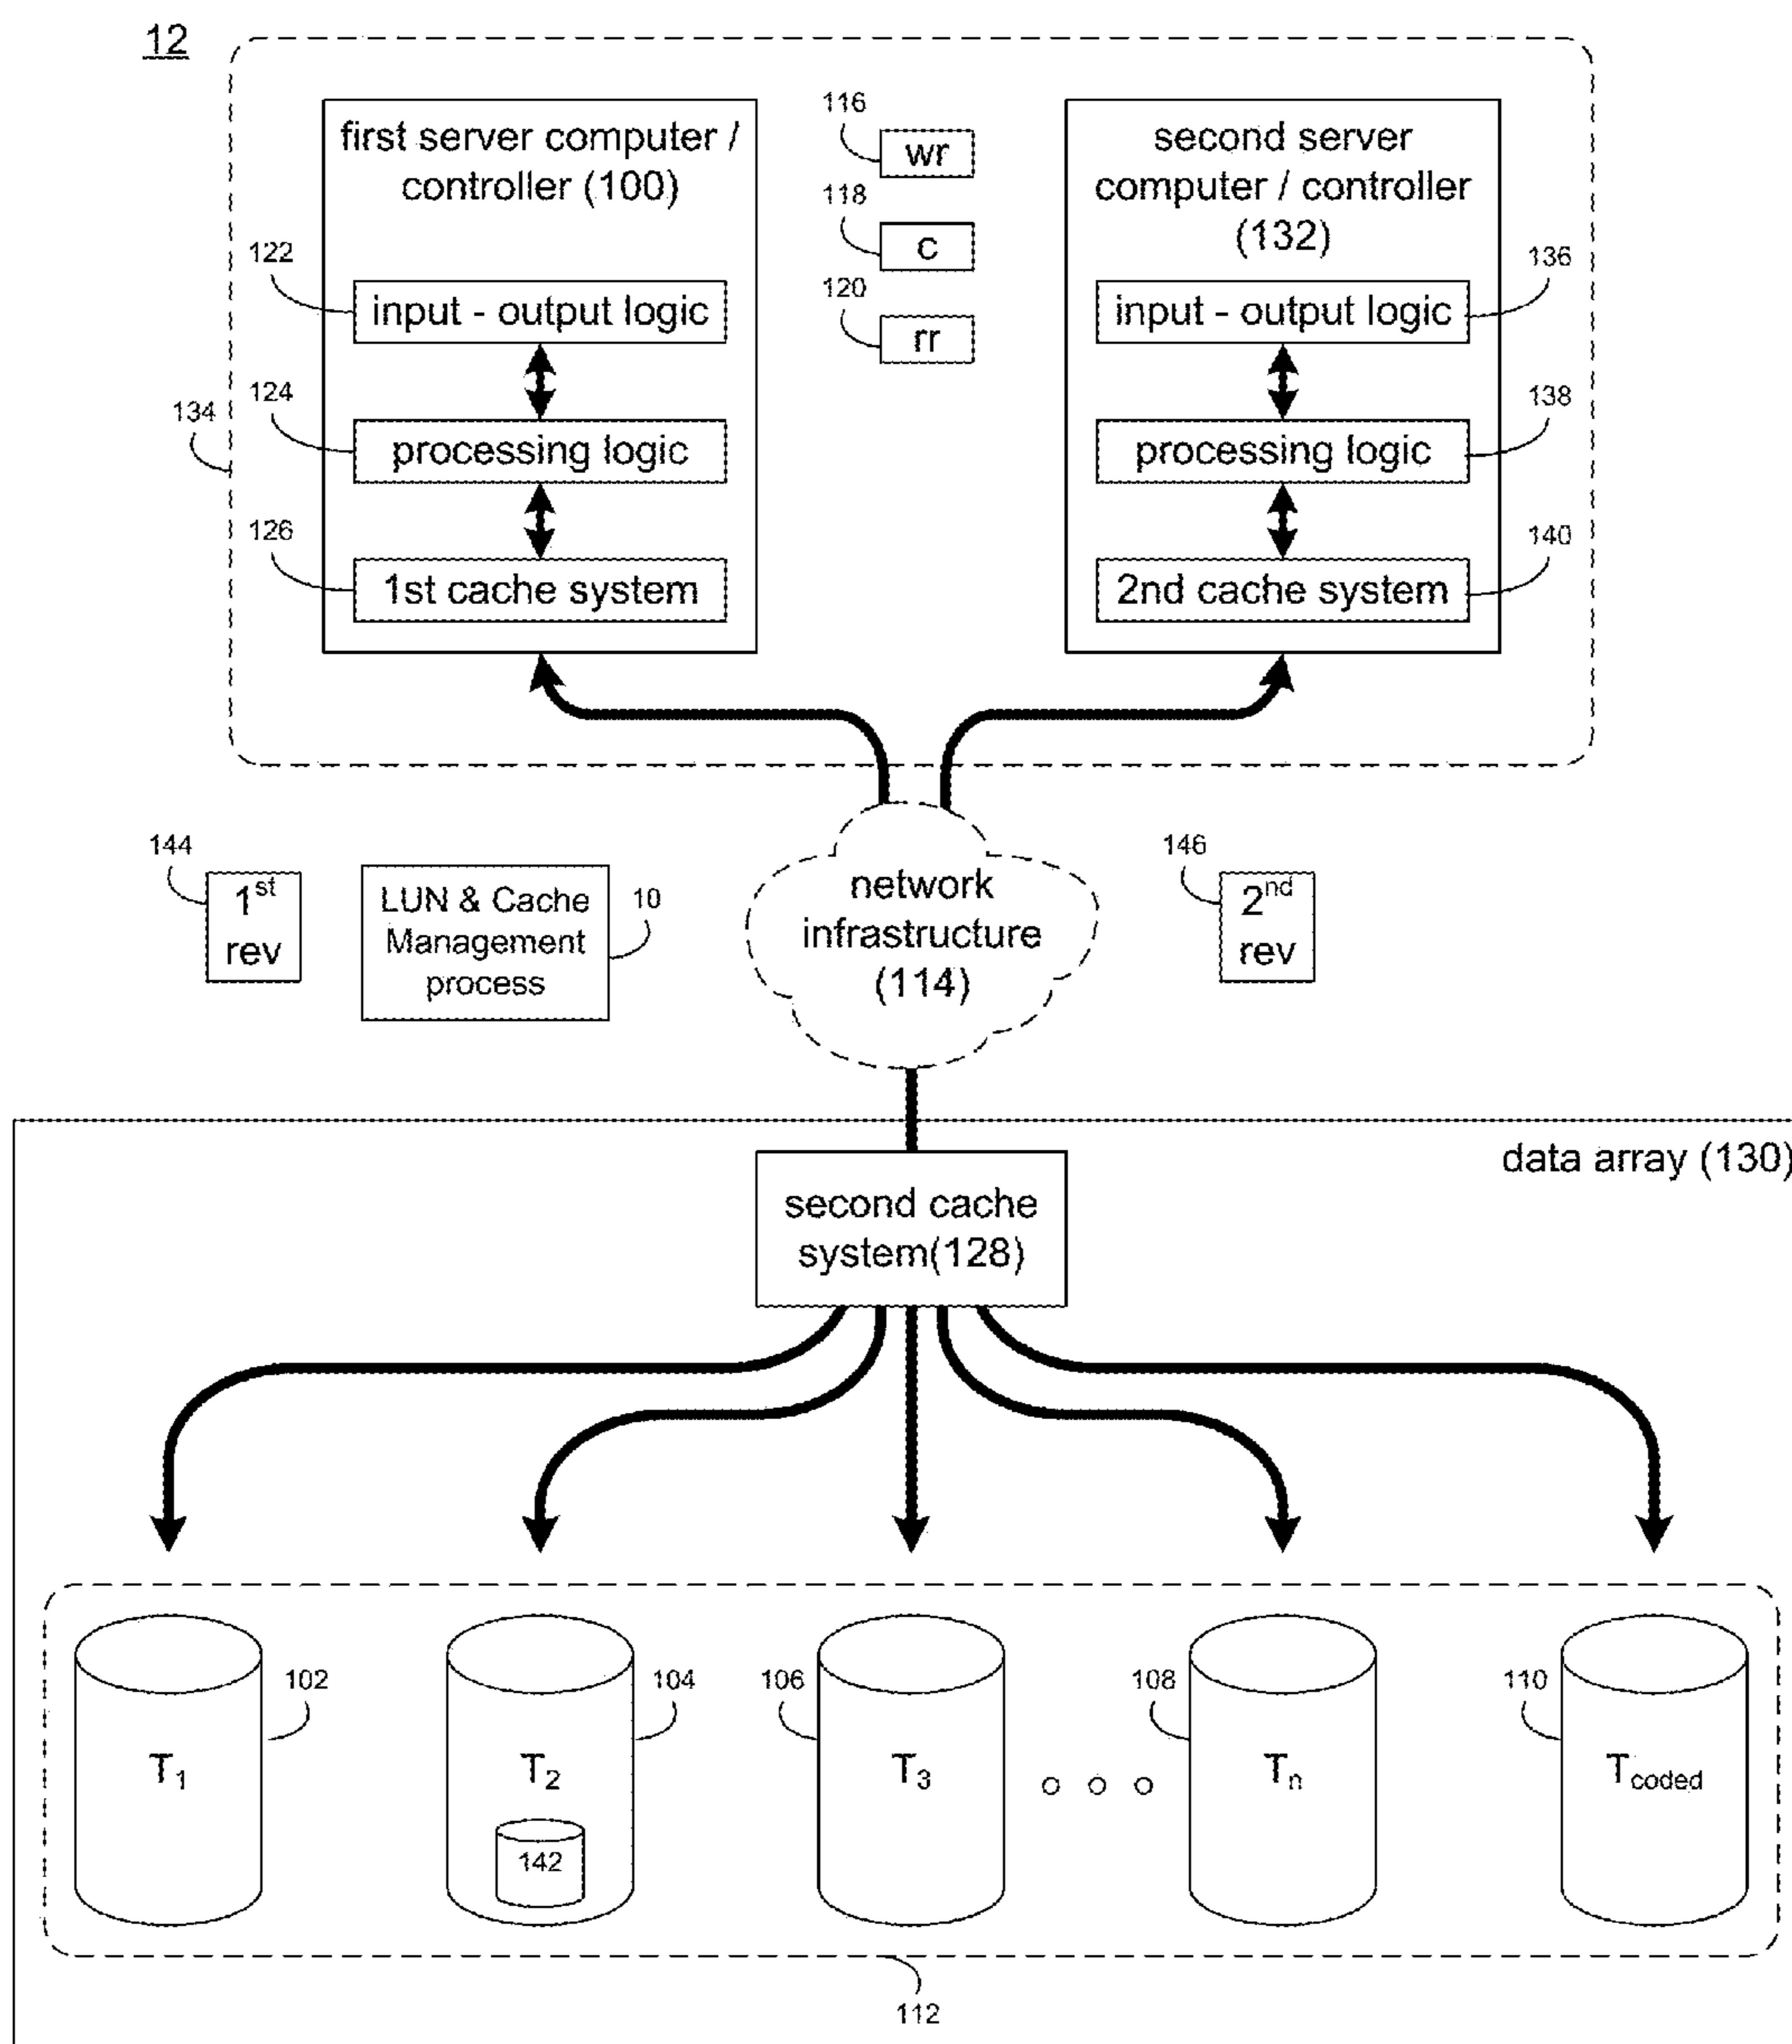 12
first server computer /
controller (100)
122
input - output logic
124
processing logic
126
1st cache system
134
116
wr
118
c
120
rr
second server
computer / controller
(132)
136
input - output logic
138
processing logic
140
2nd cache system
144
1st
rev
LUN & Cache
Management
process
10
network
infrastructure
(114)
146
2nd
rev
data array (130)
second cache
system(128)
102
T1
104
T2
142
106
T3
108
Tn
110
Tcoded
112